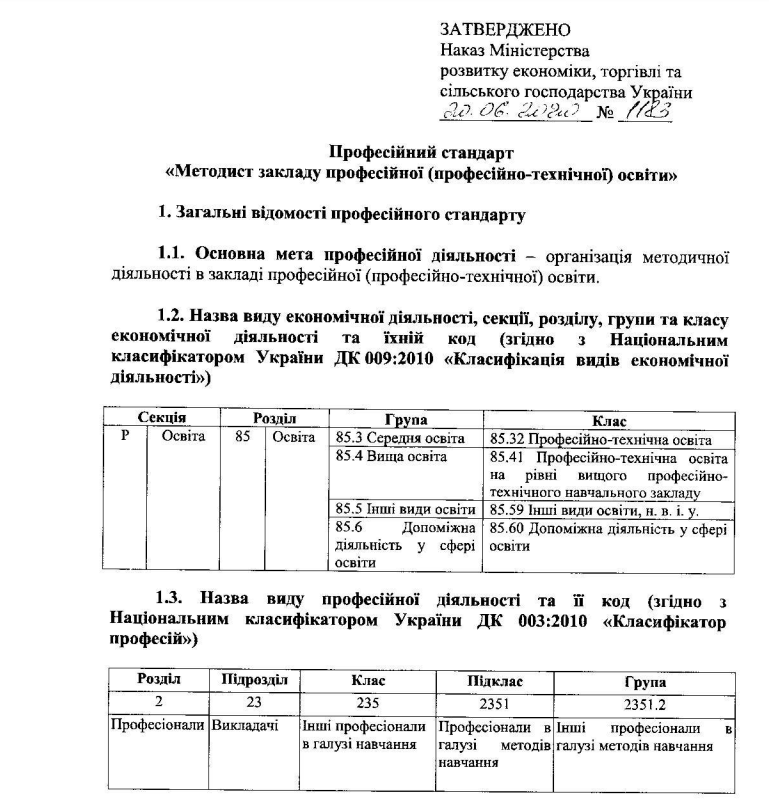 ЗАТВЕРДЖЕНО
Наказ Міністерства
розвитку економіки, торгівлі та
сільського господарства України
20.06.2020 № 1183
Професійний стандарт
«Методист закладу професійної (професійно-технічної) освіти»
1. Загальні відомості професійного стандарту
1.1. Основна мета професійної діяльності – організація методичної
діяльності в закладі професійної (професійно-технічної) освіти.
1.2. Назва виду економічної діяльності, секції, розділу, групи та класу
економічної діяльності та їхній код (згідно з Національним
класифікатором України ДК 009:2010 «Класифікація видів економічної
діяльності»)
Секція Розділ Група Клас
Р Освіта 85 Освіта 85.3 Середня освіта 85.32 Професійно-технічна освіта
85.4 Вища освіта 85.41 Професійно-технічна освіта
на рівні вищого професійно-
технічного навчального закладу
85.5 Інші види освіти 85.59 Інші види освіти, н. в. і. у.
85.6 Допоміжна 85.60 Допоміжна діяльність у сфері
діяльність у сфері освіти
освіти
1.3. Назва виду професійної діяльності та її код (згідно з
Національним класифікатором України ДК 003:2010 «Класифікатор
професій»)
Розділ Підрозділ Клас Підклас Група
2 23 235 2351 2351.2
Професіонали Викладачі Інші професіонали Професіонали в Інші професіонали в
в галузі навчання галузі методів галузі методів навчання
навчання